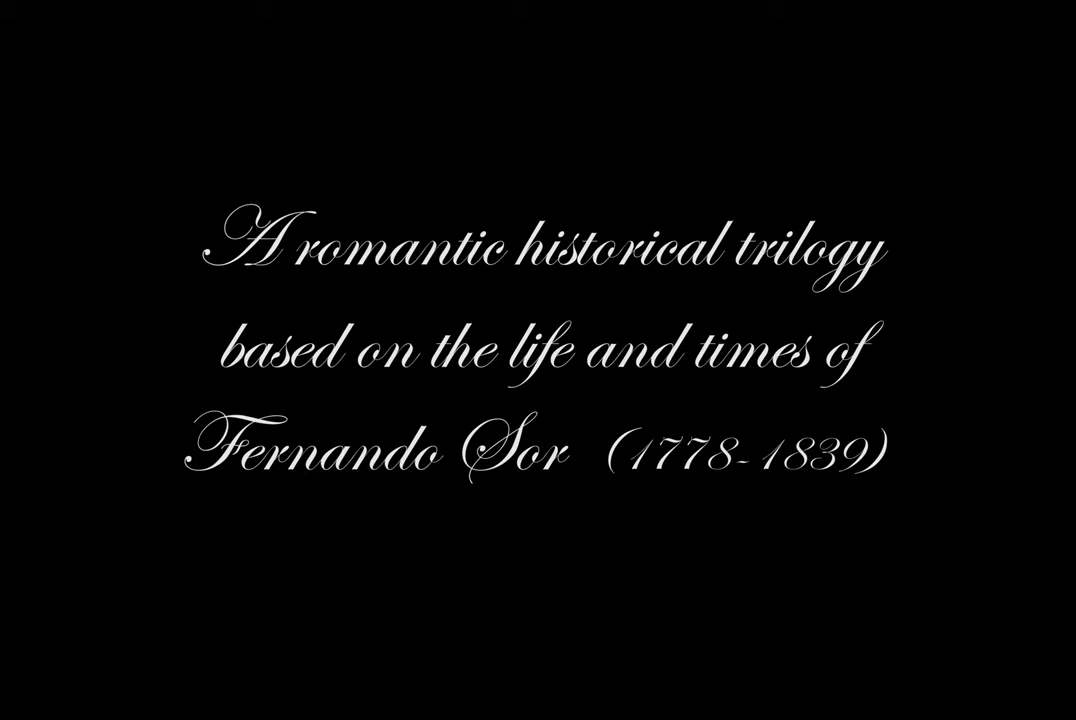 A romantic historical trilogy
based on the life and times of
Fernando Sor (1778-1839)